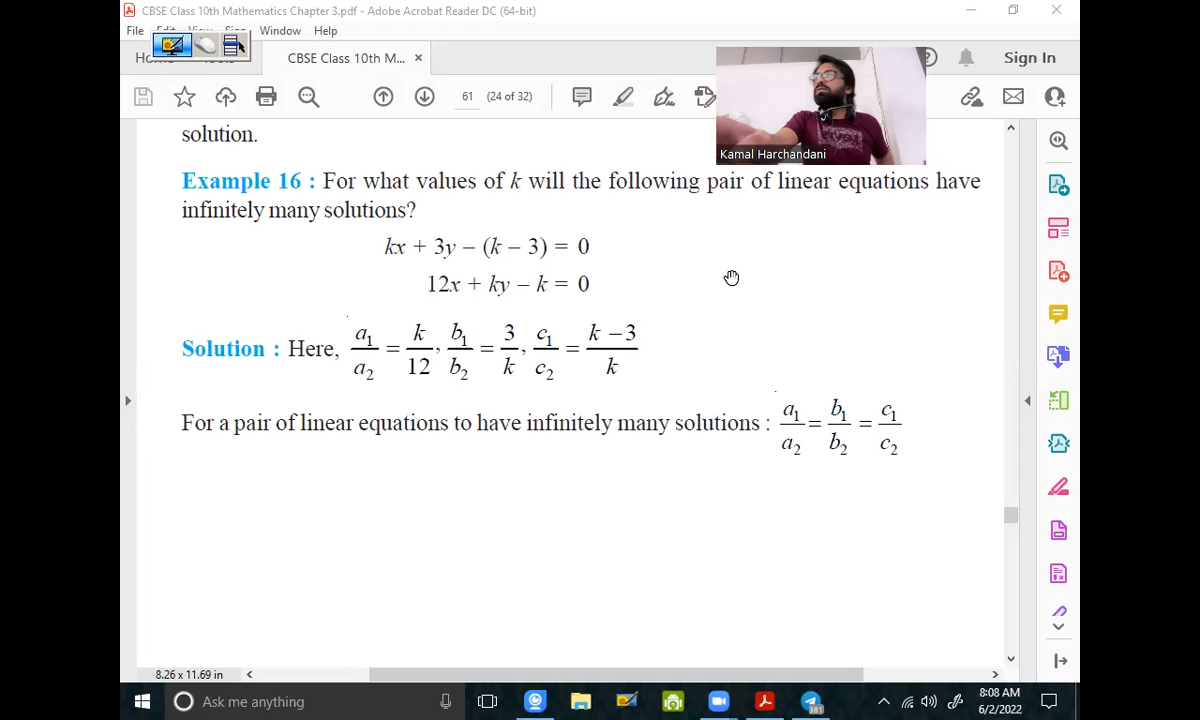 CBSE Class 10th Mathematics Chapter 3.pdf - Adobe Acrobat Reader DC (64-bit)
File Edit View Sign Window Help
CBSE Class 10th M... × Sign In
61 (24 of 32)
Kamal Harchandani
solution.
Example 16 : For what values of k will the following pair of linear equations have
infinitely many solutions?
kx + 3y – (k – 3) = 0
12x + ky – k = 0
Solution : Here, a₁/a₂ = k/12, b₁/b₂ = 3/k, c₁/c₂ = (k – 3)/k
For a pair of linear equations to have infinitely many solutions : a₁/a₂ = b₁/b₂ = c₁/c₂
8.26 x 11.69 in
Ask me anything
381
8:08 AM
6/2/2022